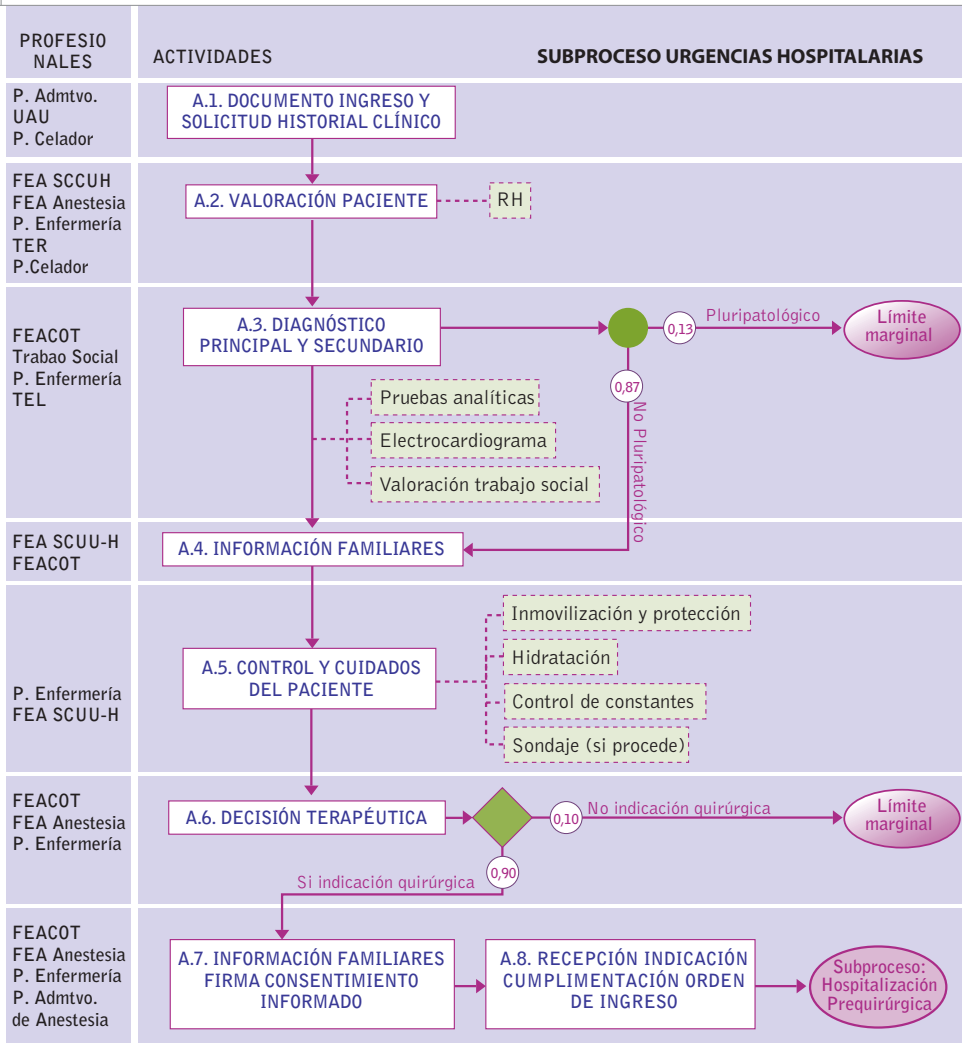 PROFESIO
NALES
ACTIVIDADES
SUBPROCESO URGENCIAS HOSPITALARIAS
P. Admtvo.
UAU
P. Celador
A.1. DOCUMENTO INGRESO Y
SOLICITUD HISTORIAL CLÍNICO
FEA SCCUH
FEA Anestesia
P. Enfermería
TER
P.Celador
A.2. VALORACIÓN PACIENTE
RH
FEACOT
Trabao Social
P. Enfermería
TEL
A.3. DIAGNÓSTICO
PRINCIPAL Y SECUNDARIO
0,13
Pluripatológico
Límite
marginal
0,87
No Pluripatológico
Pruebas analíticas
Electrocardiograma
Valoración trabajo social
FEA SCUU-H
FEACOT
A.4. INFORMACIÓN FAMILIARES
P. Enfermería
FEA SCUU-H
A.5. CONTROL Y CUIDADOS
DEL PACIENTE
Inmovilización y protección
Hidratación
Control de constantes
Sondaje (si procede)
FEACOT
FEA Anestesia
P. Enfermería
A.6. DECISIÓN TERAPÉUTICA
0,10
No indicación quirúrgica
Límite
marginal
0,90
Si indicación quirúrgica
FEACOT
FEA Anestesia
P. Enfermería
P. Admtvo.
de Anestesia
A.7. INFORMACIÓN FAMILIARES
FIRMA CONSENTIMIENTO
INFORMADO
A.8. RECEPCIÓN INDICACIÓN
CUMPLIMENTACIÓN ORDEN
DE INGRESO
Subproceso:
Hospitalización
Prequirúrgica